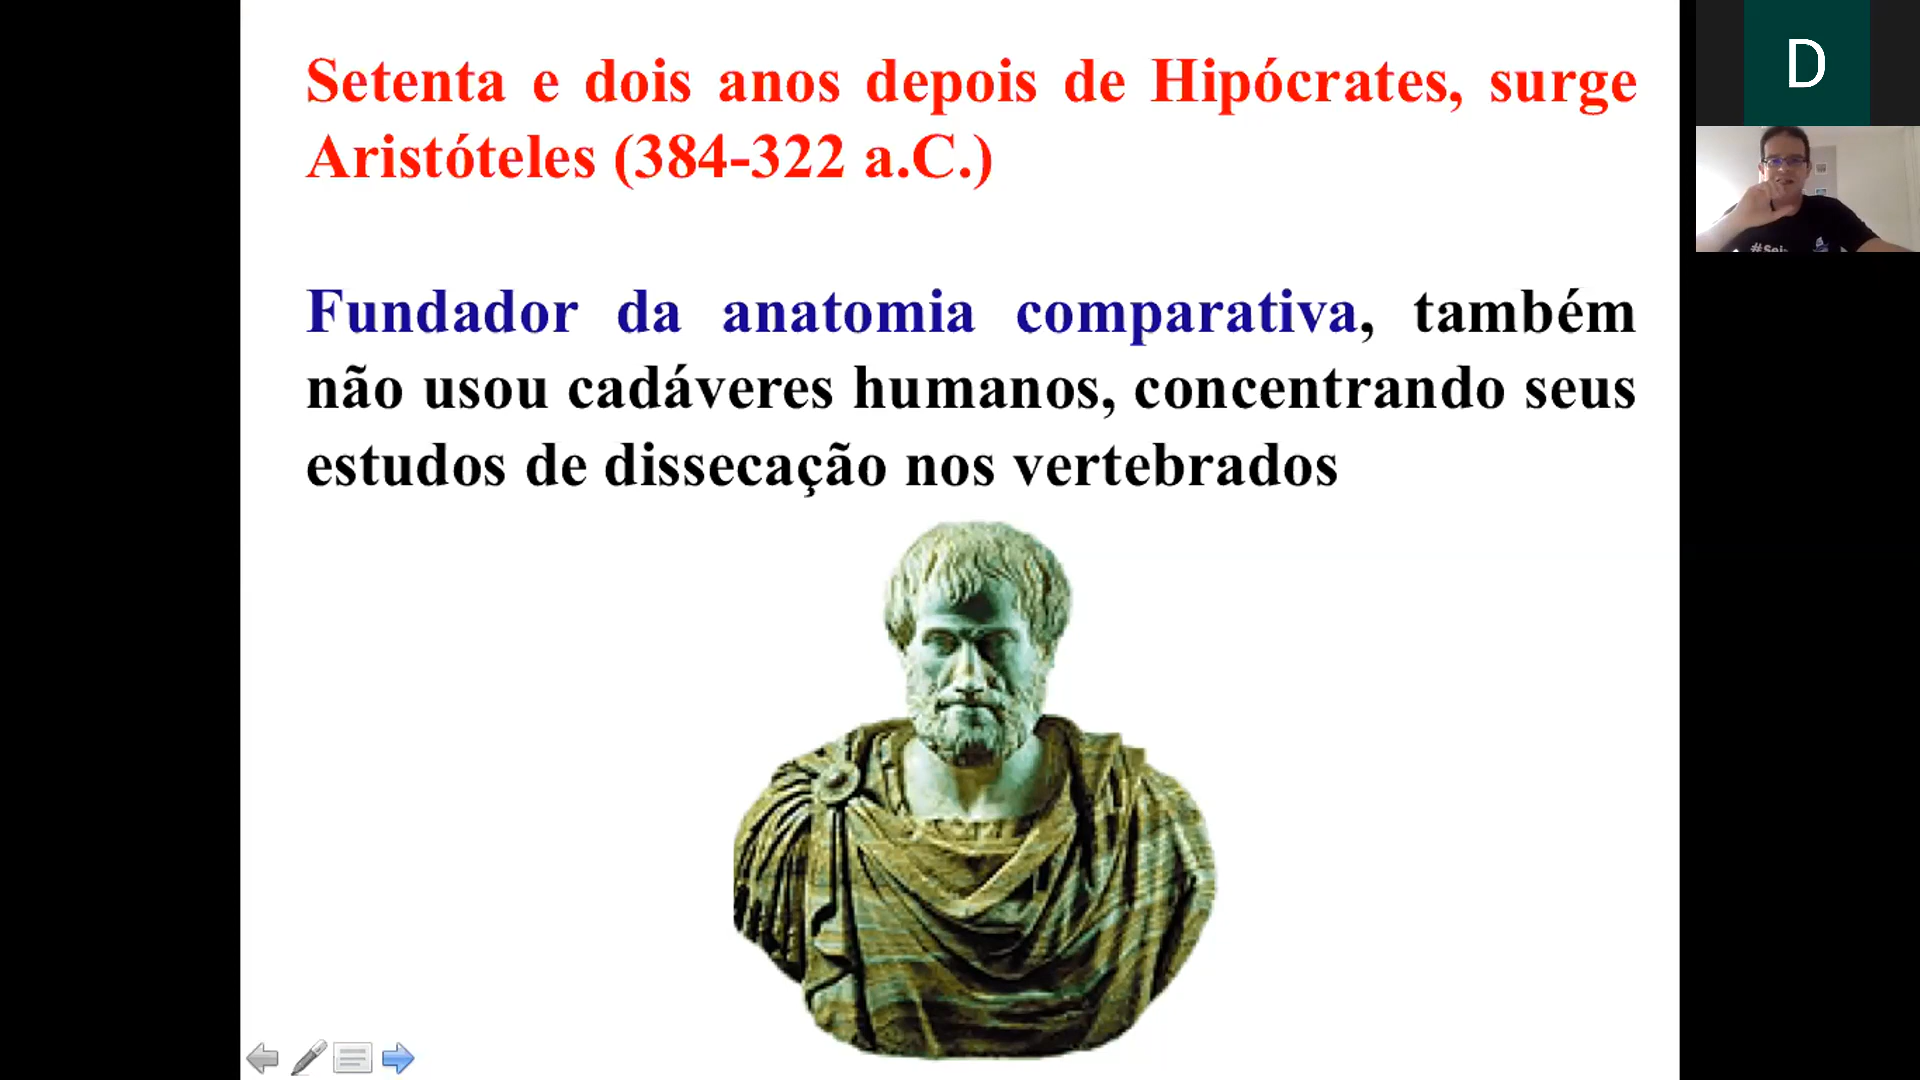 Setenta e dois anos depois de Hipócrates, surge
Aristóteles (384-322 a.C.)
Fundador da anatomia comparativa, também
não usou cadáveres humanos, concentrando seus
estudos de dissecação nos vertebrados
D